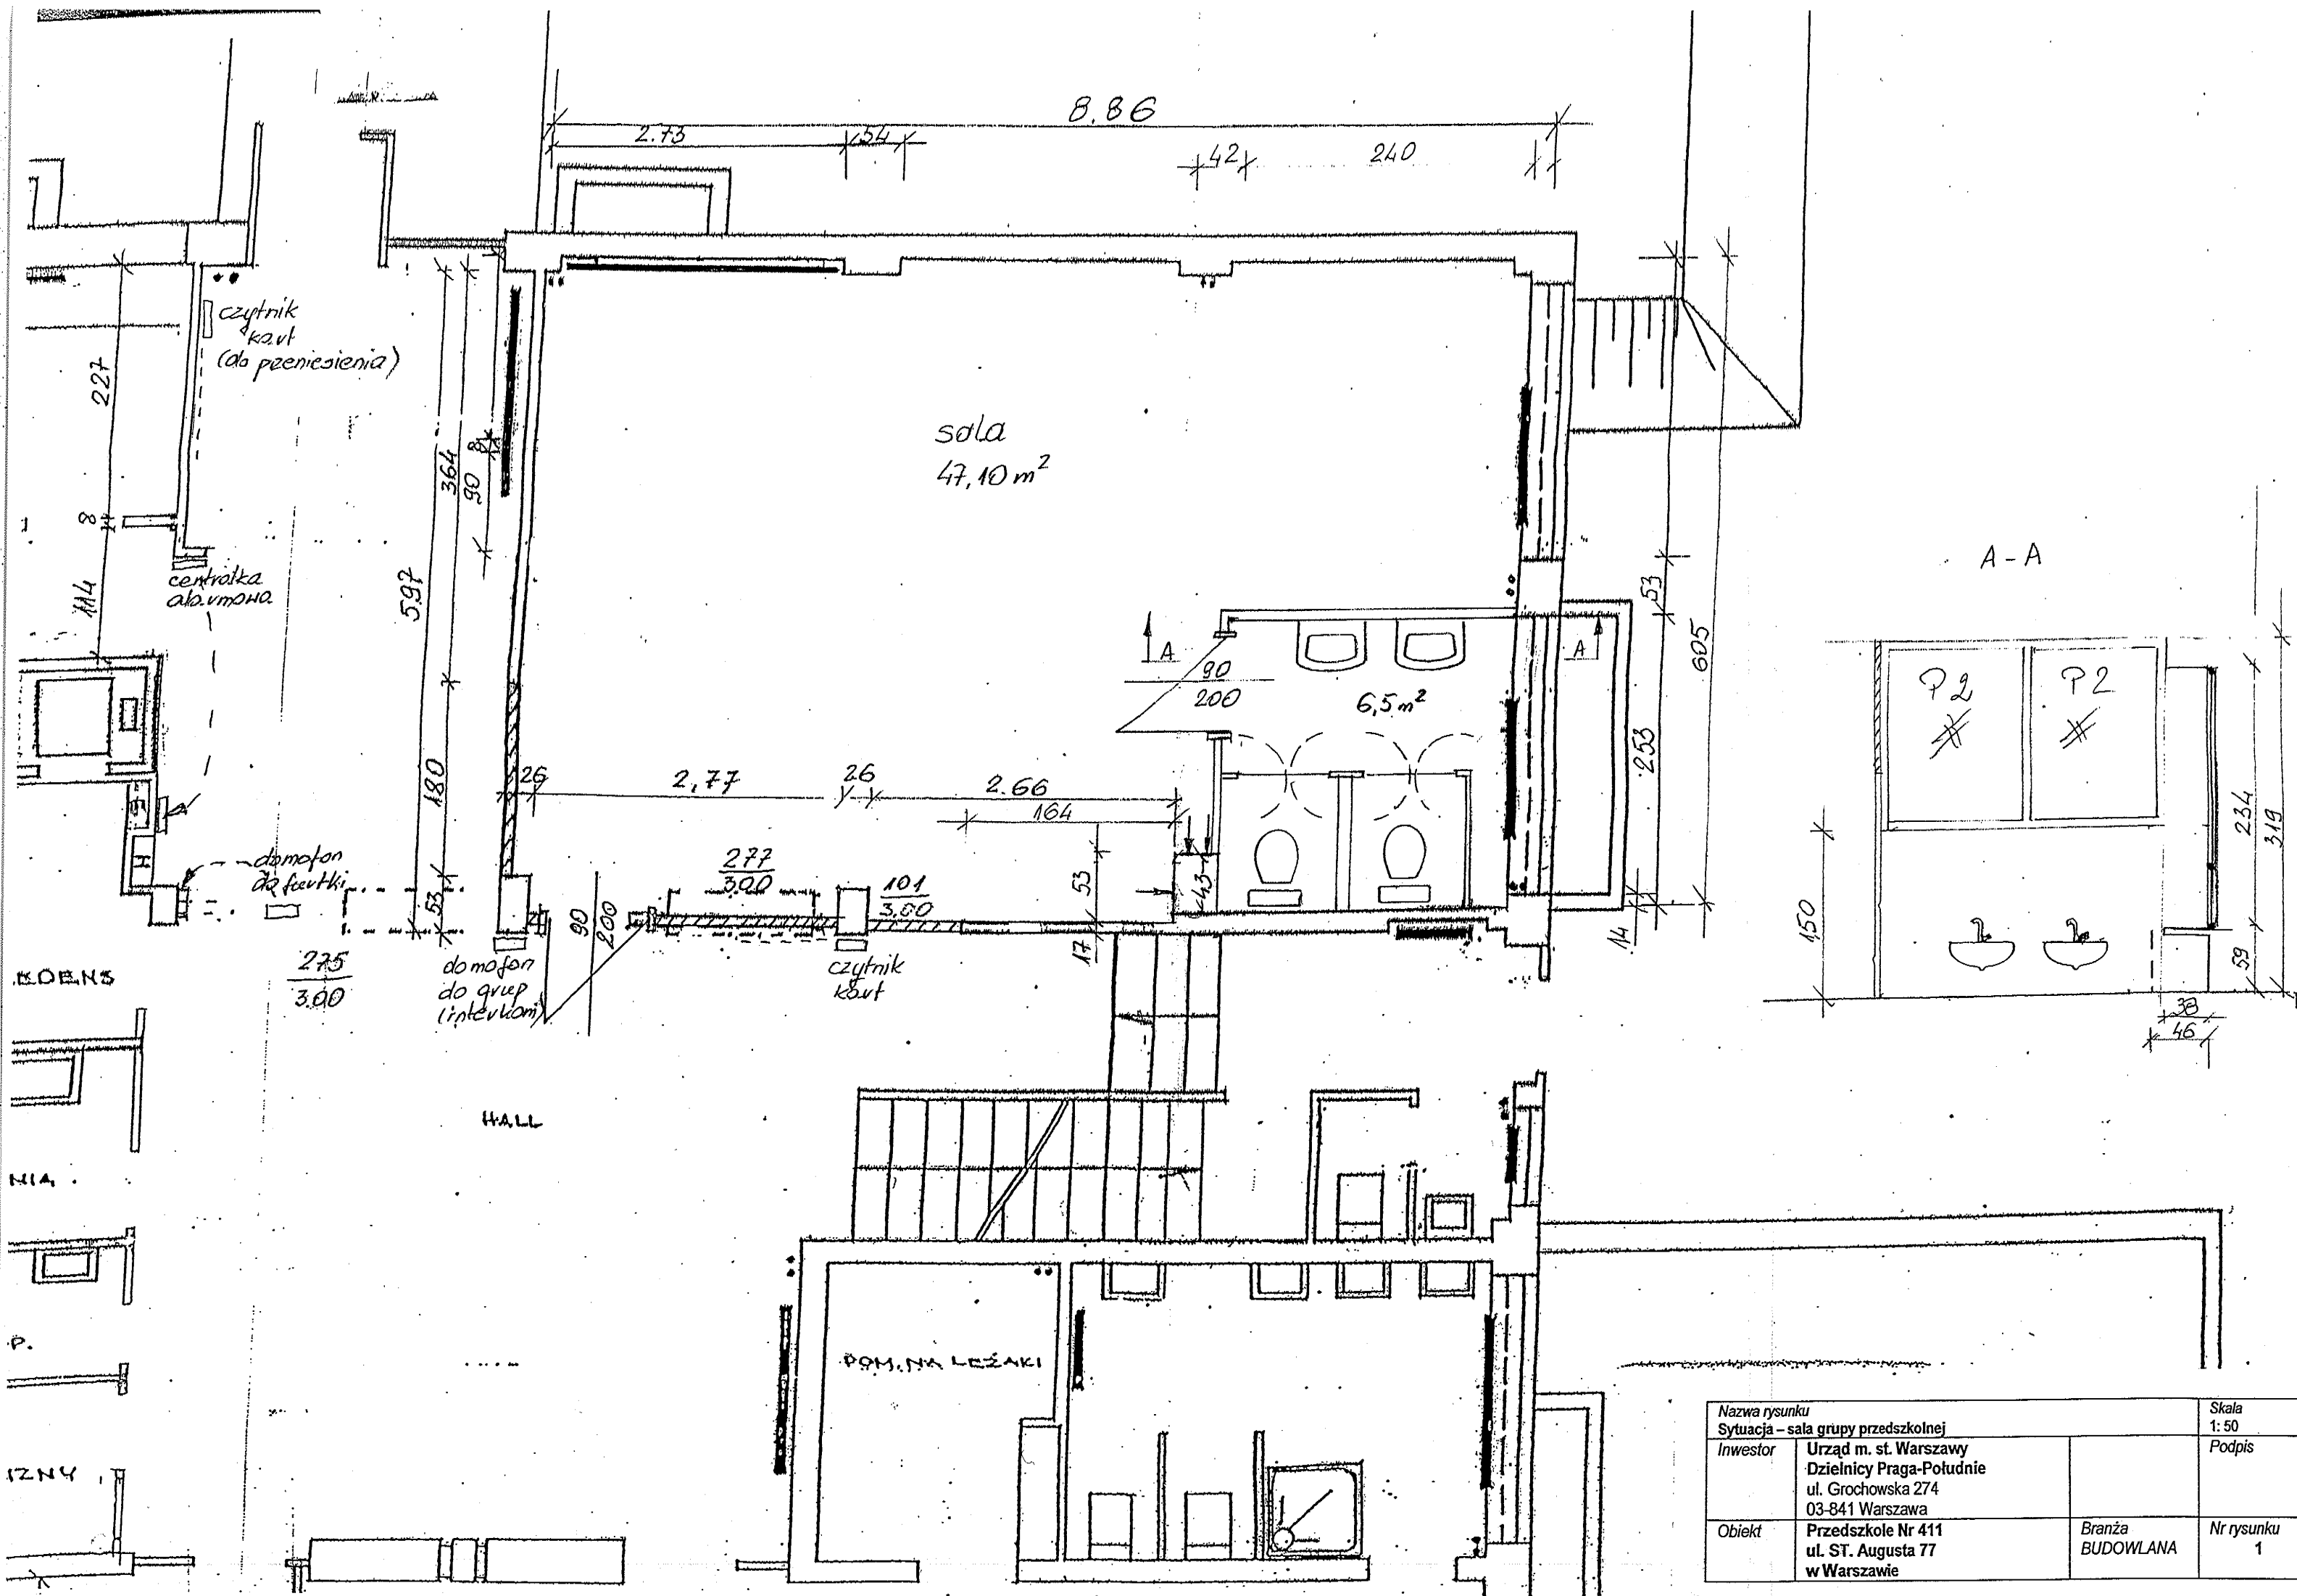 8.86
2.73
54
42
240
czytnik
kart
(do przeniesienia)
227
8
114
364
90
8
597
180
53
centralka
alarmowa
sala
47,10 m²
A
A
90
200
6,5 m²
53
605
253
14
26
2,77
26
2.66
164
53
43
17
277
3.00
101
3.00
90
200
domofon
do furtki
275
3.00
domofon
do grup
(interkom)
czytnik
kart
A-A
P2
P2
150
234
319
59
38
46
HALL
NIA
P.
IZNY
POM. NA LEŻAKI
Nazwa rysunku
Sytuacja – sala grupy przedszkolnej
Skala
1: 50
Inwestor
Urząd m. st. Warszawy
Dzielnicy Praga-Południe
ul. Grochowska 274
03-841 Warszawa
Podpis
Obiekt
Przedszkole Nr 411
ul. ST. Augusta 77
w Warszawie
Branża
BUDOWLANA
Nr rysunku
1